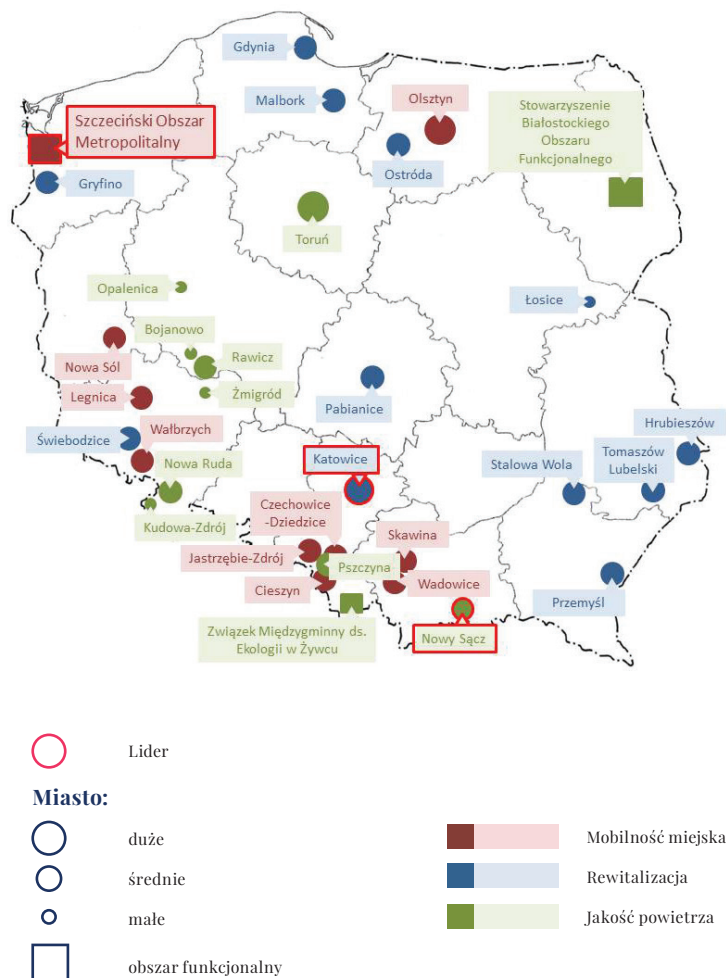 Gdynia
Malbork
Olsztyn
Stowarzyszenie
Białostockiego
Obszaru
Funkcjonalnego
Szczeciński Obszar
Metropolitalny
Ostróda
Gryfino
Toruń
Opalenica
Łosice
Bojanowo
Rawicz
Nowa Sól
Żmigród
Legnica
Pabianice
Wałbrzych
Świebodzice
Hrubieszów
Nowa Ruda
Katowice
Stalowa Wola
Tomaszów
Lubelski
Kudowa-Zdrój
Czechowice
-Dziedzice
Skawina
Jastrzębie-Zdrój
Pszczyna
Wadowice
Cieszyn
Przemyśl
Związek Międzygminny ds.
Ekologii w Żywcu
Nowy Sącz
Lider
Miasto:
duże
średnie
małe
obszar funkcjonalny
Mobilność miejska
Rewitalizacja
Jakość powietrza